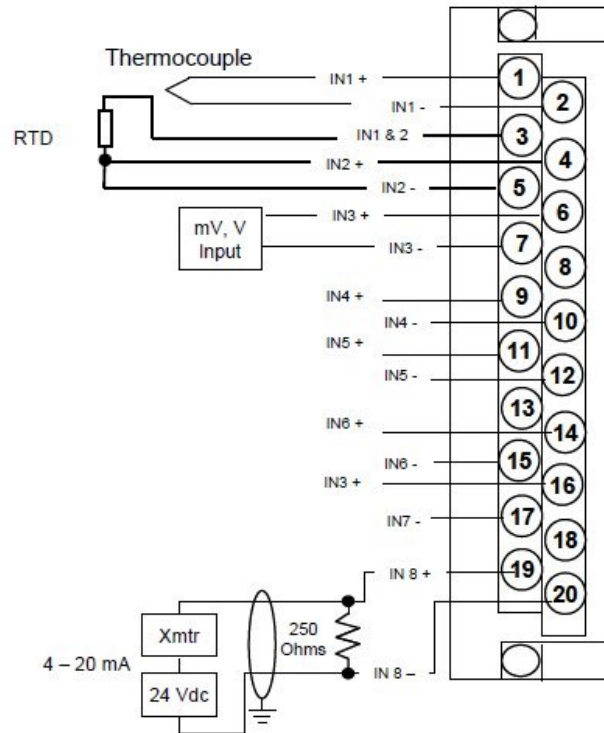 Thermocouple
IN1 +
1
IN1 -
2
RTD
IN1 & 2
3
IN2 +
4
IN2 -
5
IN3 +
6
mV, V
Input
IN3 -
7
8
IN4 +
9
IN4 -
10
IN5 +
11
IN5 -
12
13
IN6 +
14
IN6 -
15
IN3 +
16
IN7 -
17
18
IN 8 +
19
20
Xmtr
250
Ohms
4 – 20 mA
24 Vdc
IN 8 –